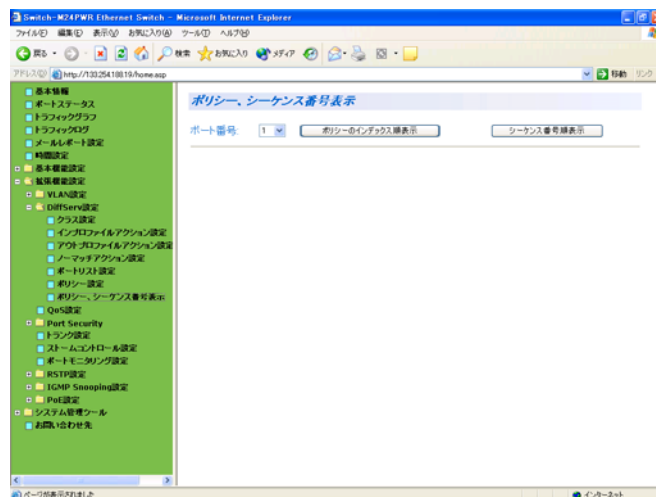 Switch-M24PWR Ethernet Switch - Microsoft Internet Explorer
ファイル(F) 編集(E) 表示(V) お気に入り(A) ツール(T) ヘルプ(H)
戻る 検索 お気に入り メディア
アドレス(D) http://133.254.188.19/home.asp 移動 リンク
基本情報
ポートステータス
トラフィックグラフ
トラフィックログ
メールレポート設定
時間設定
基本機能設定
拡張機能設定
VLAN設定
DiffServ設定
クラス設定
インプロファイルアクション設定
アウトプロファイルアクション設定
ノーマッチアクション設定
ポートリスト設定
ポリシー設定
ポリシー、シーケンス番号表示
QoS設定
Port Security
トランク設定
ストームコントロール設定
ポートモニタリング設定
RSTP設定
IGMP Snooping設定
PoE設定
システム管理ツール
お問い合わせ先
ポリシー、シーケンス番号表示
ポート番号: 1 ポリシーのインデックス順表示 シーケンス番号順表示
ページが表示されました インターネット